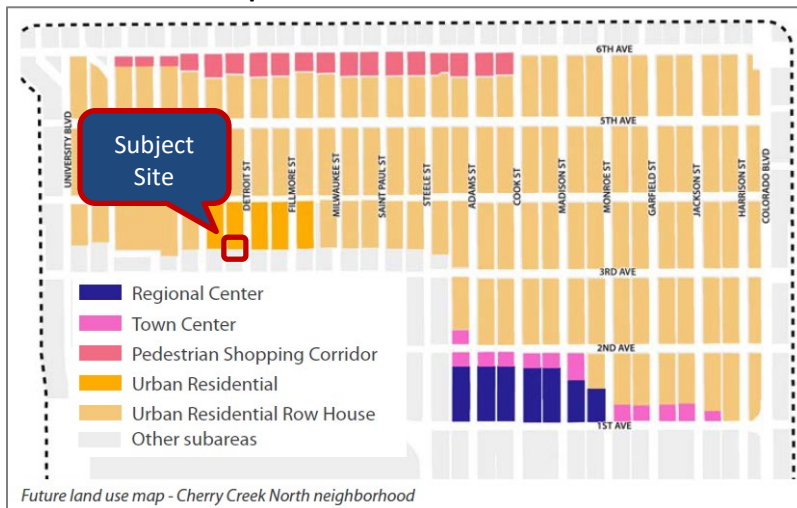 6TH AVE
5TH AVE
UNIVERSITY BLVD
Subject
Site
DETROIT ST
FILLMORE ST
MILWAUKEE ST
SAINT PAUL ST
STEELE ST
ADAMS ST
COOK ST
MADISON ST
MONROE ST
GARFIELD ST
JACKSON ST
HARRISON ST
COLORADO BLVD
3RD AVE
Regional Center
Town Center
2ND AVE
Pedestrian Shopping Corridor
Urban Residential
Urban Residential Row House
1ST AVE
Other subareas
Future land use map - Cherry Creek North neighborhood